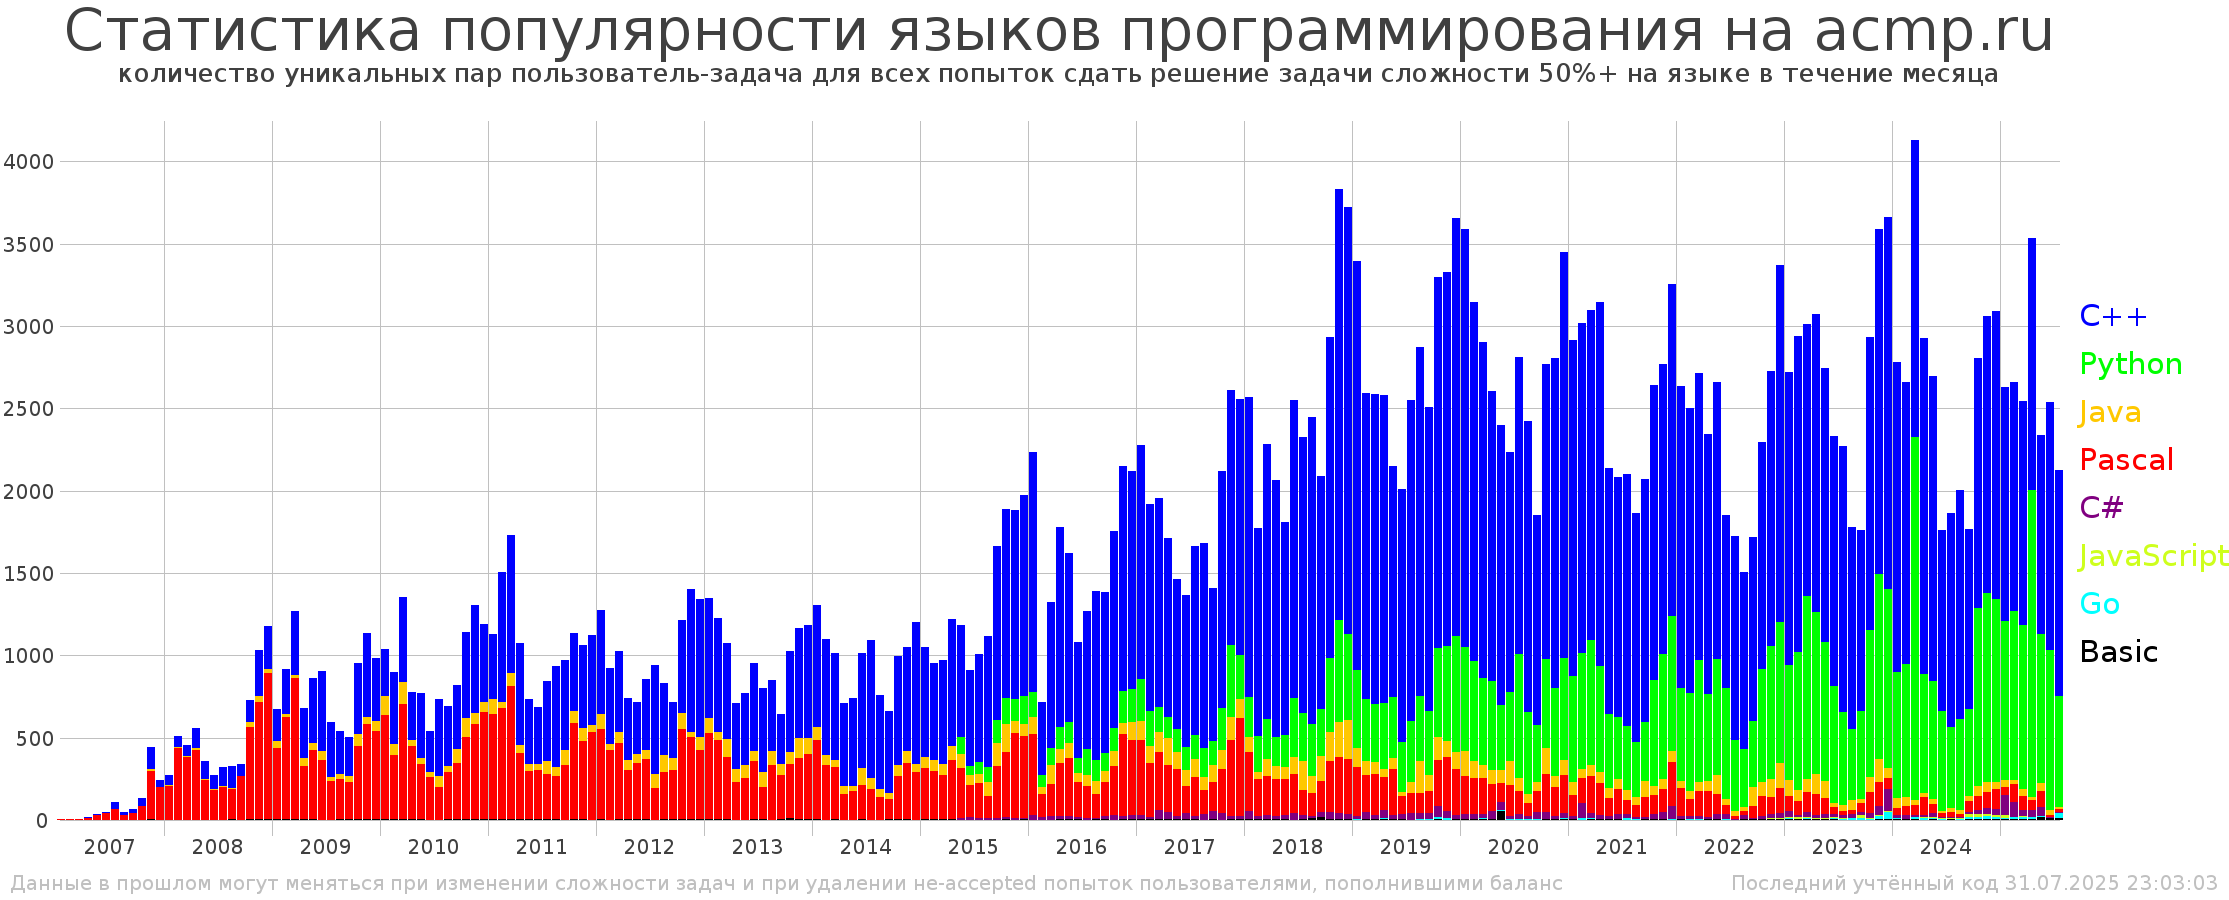 Статистика популярности языков программирования на acmp.ru
количество уникальных пар пользователь-задача для всех попыток сдать решение задачи сложности 50%+ на языке в течение месяца
4000
3500
3000
2500
2000
1500
1000
500
0
C++
Python
Java
Pascal
C#
JavaScript
Go
Basic
2007 2008 2009 2010 2011 2012 2013 2014 2015 2016 2017 2018 2019 2020 2021 2022 2023 2024
Данные в прошлом могут меняться при изменении сложности задач и при удалении не-accepted попыток пользователями, пополнившими баланс
Последний учтённый код 31.07.2025 23:03:03